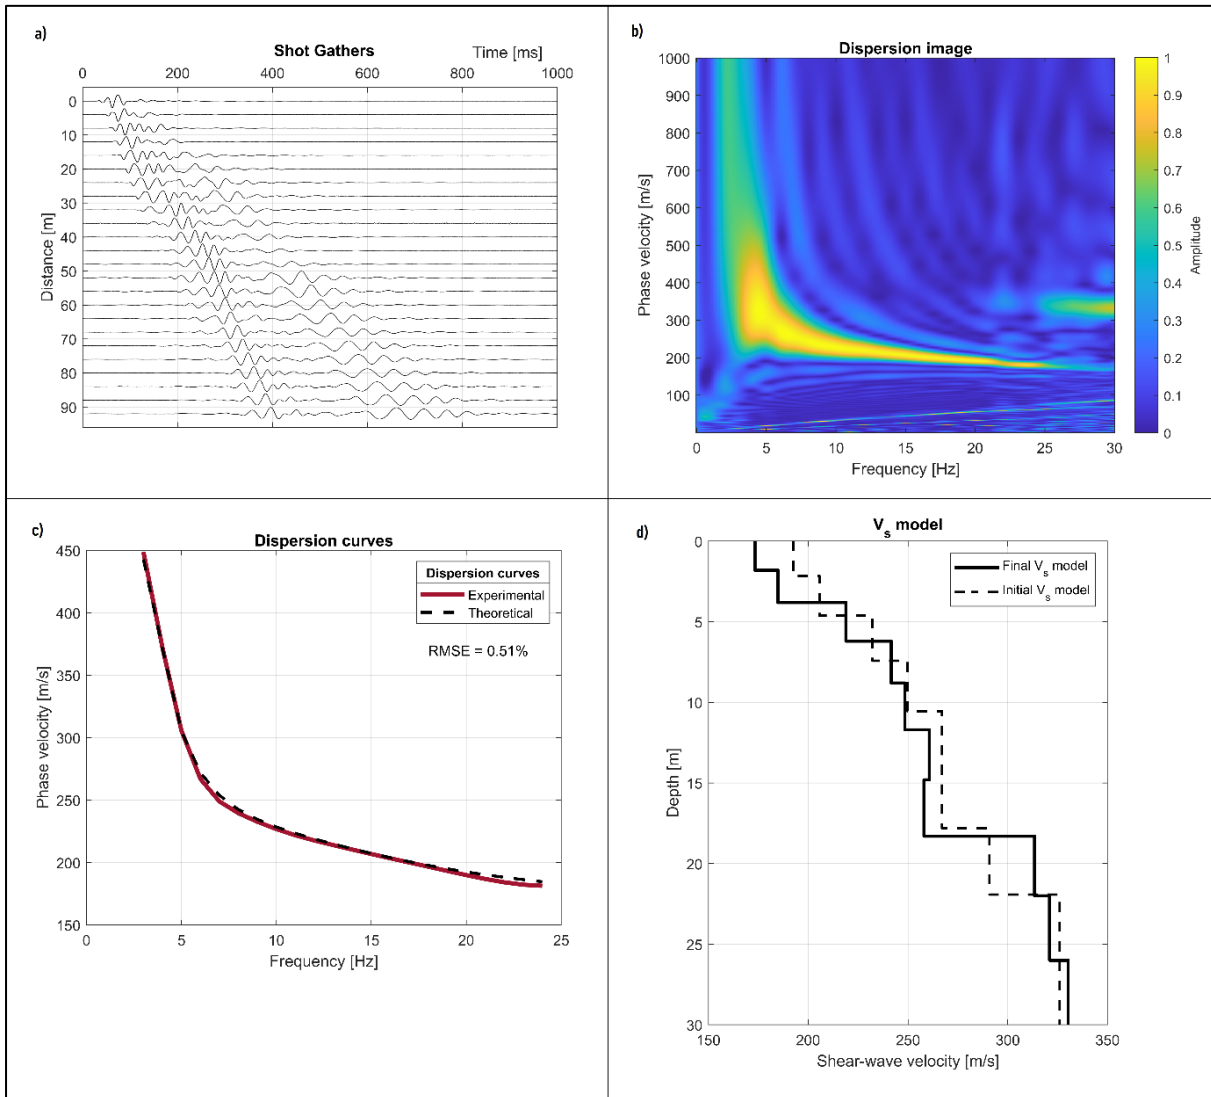 a)
Shot Gathers
Time [ms]
0 200 400 600 800 1000
0
10
20
30
40
50
60
70
80
90
Distance [m]
b)
Dispersion image
1000
900
800
700
600
500
400
300
200
100
Phase velocity [m/s]
0 5 10 15 20 25 30
Frequency [Hz]
1
0.9
0.8
0.7
0.6
0.5
0.4
0.3
0.2
0.1
0
Amplitude
c)
Dispersion curves
450
400
350
300
250
200
150
Phase velocity [m/s]
Dispersion curves
Experimental
Theoretical
RMSE = 0.51%
0 5 10 15 20 25
Frequency [Hz]
d)
V_s model
0
5
10
15
20
25
30
Depth [m]
Final V_s model
Initial V_s model
150 200 250 300 350
Shear-wave velocity [m/s]